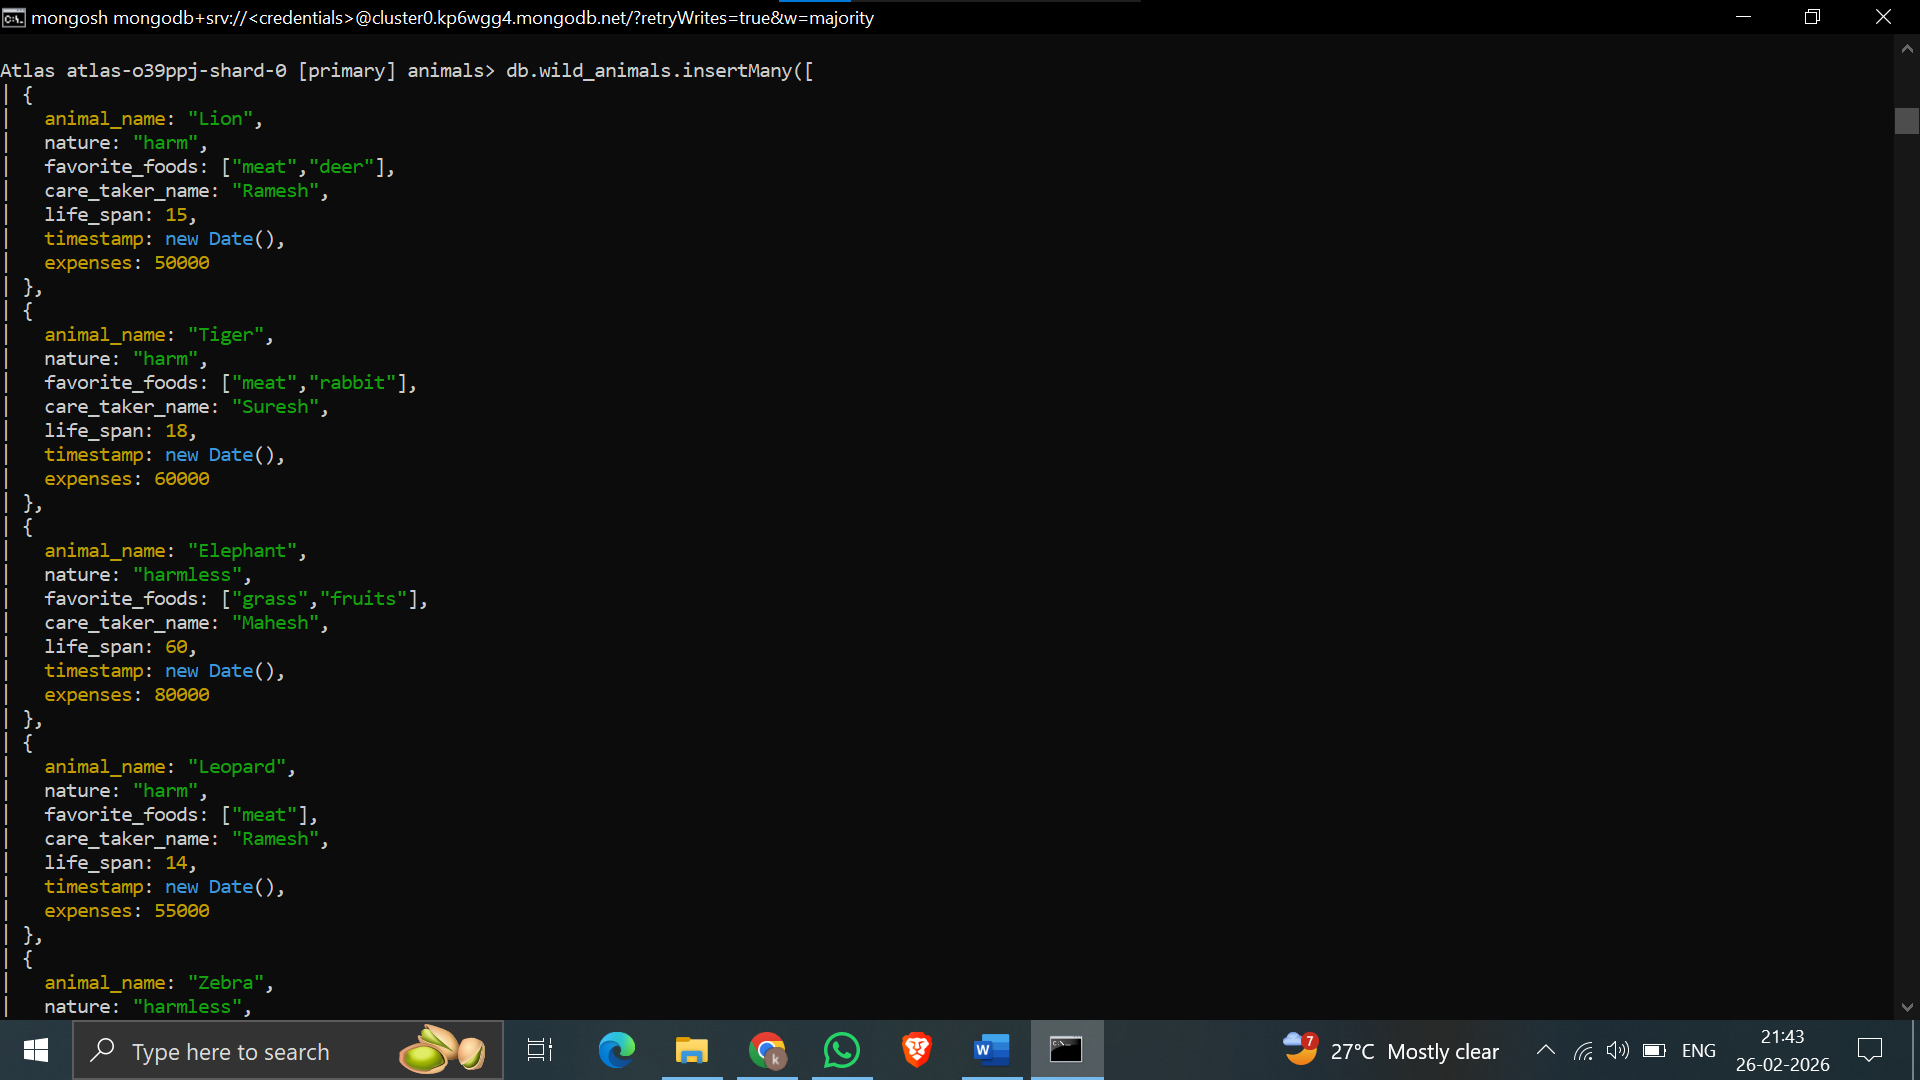 mongosh mongodb+srv://<credentials>@cluster0.kp6wgg4.mongodb.net/?retryWrites=true&w=majority
Atlas atlas-o39ppj-shard-0 [primary] animals> db.wild_animals.insertMany([
| {
|   animal_name: "Lion",
|   nature: "harm",
|   favorite_foods: ["meat","deer"],
|   care_taker_name: "Ramesh",
|   life_span: 15,
|   timestamp: new Date(),
|   expenses: 50000
| },
| {
|   animal_name: "Tiger",
|   nature: "harm",
|   favorite_foods: ["meat","rabbit"],
|   care_taker_name: "Suresh",
|   life_span: 18,
|   timestamp: new Date(),
|   expenses: 60000
| },
| {
|   animal_name: "Elephant",
|   nature: "harmless",
|   favorite_foods: ["grass","fruits"],
|   care_taker_name: "Mahesh",
|   life_span: 60,
|   timestamp: new Date(),
|   expenses: 80000
| },
| {
|   animal_name: "Leopard",
|   nature: "harm",
|   favorite_foods: ["meat"],
|   care_taker_name: "Ramesh",
|   life_span: 14,
|   timestamp: new Date(),
|   expenses: 55000
| },
| {
|   animal_name: "Zebra",
|   nature: "harmless",
Type here to search
k
W
7
27°C Mostly clear
ENG
21:43
26-02-2026